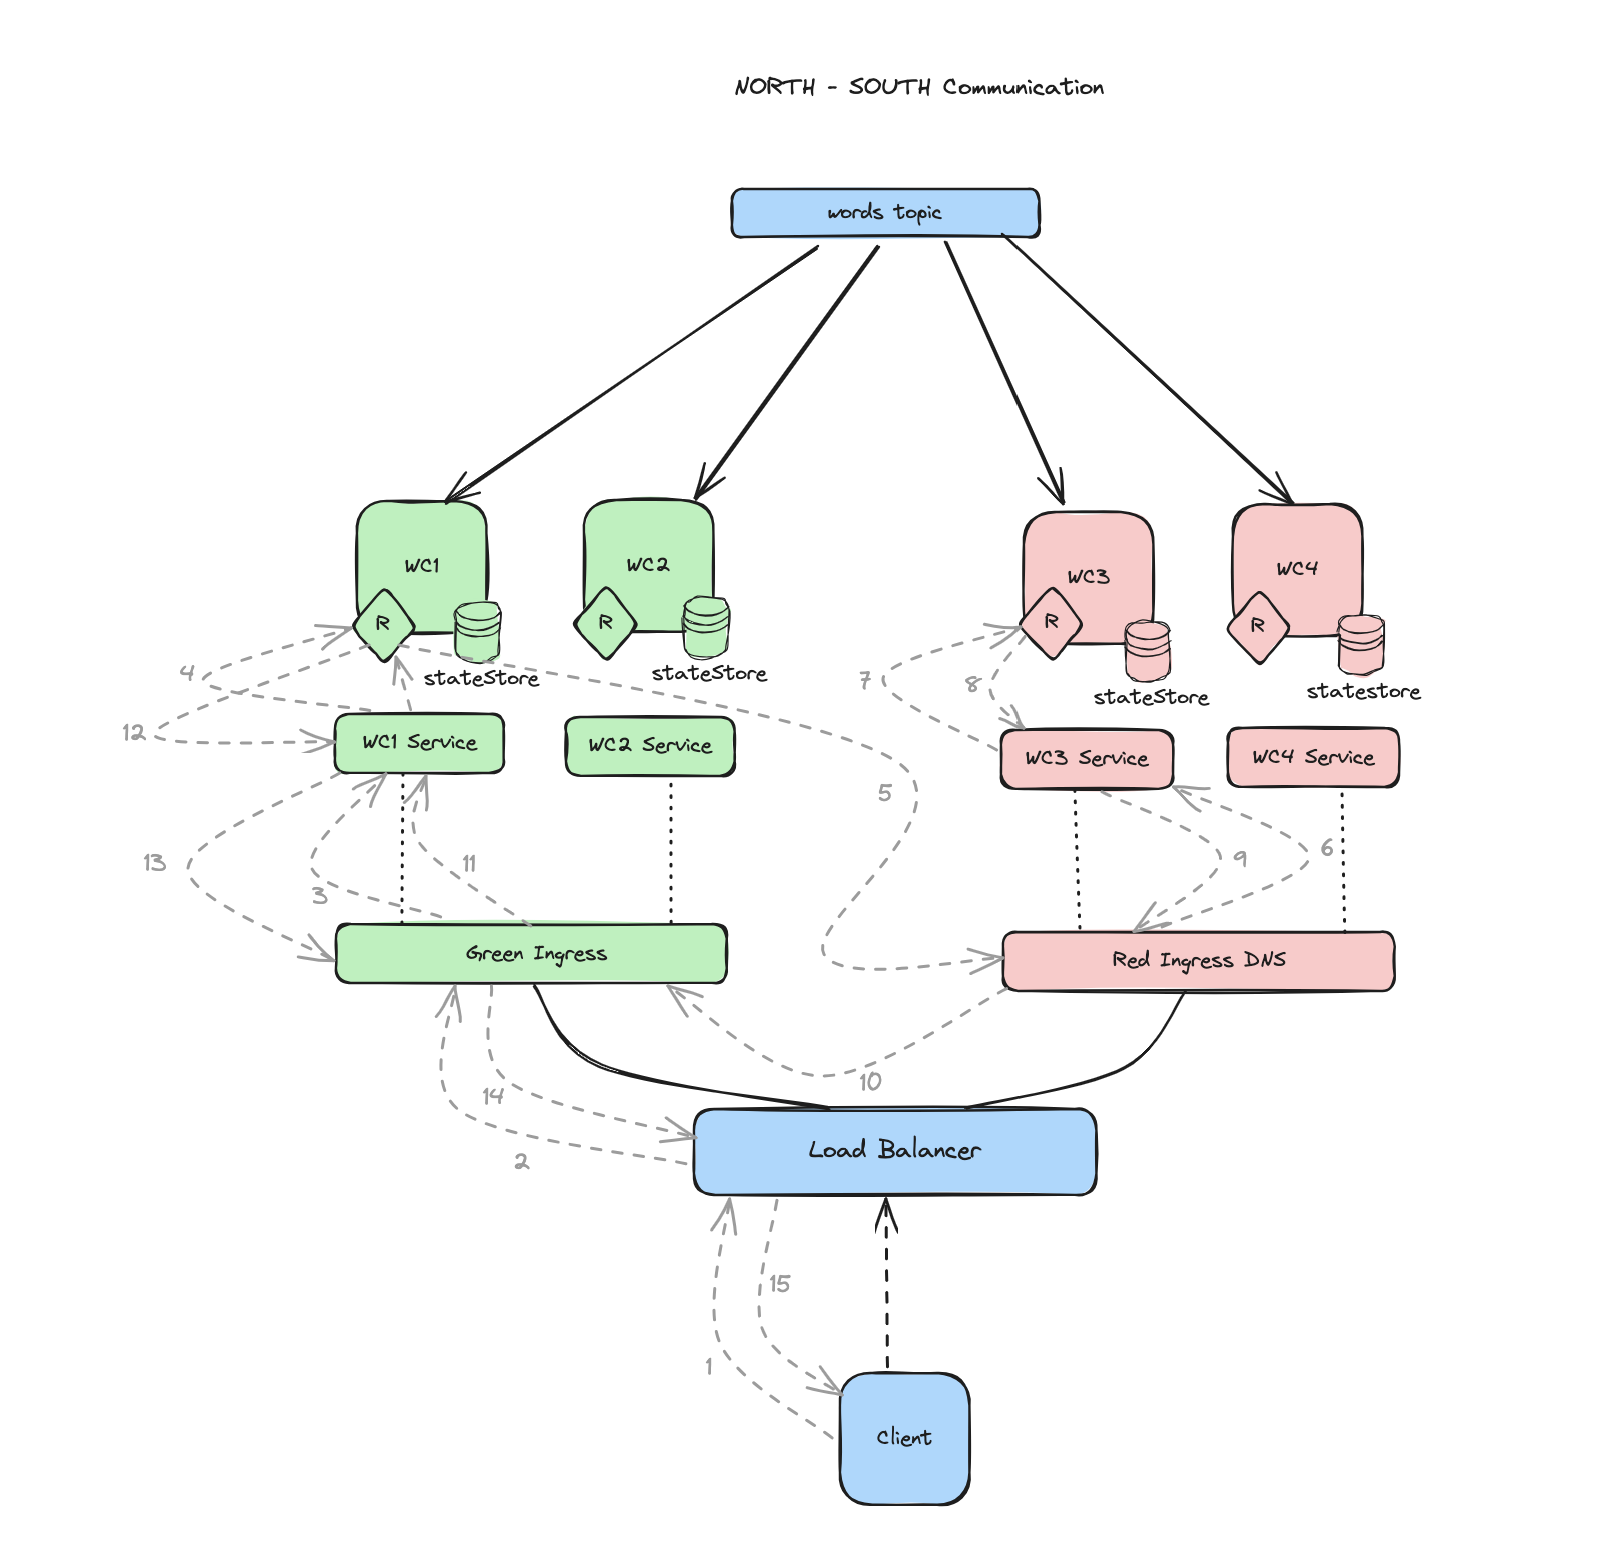 NORTH - SOUTH Communication
words topic
WC1
WC2
WC3
WC4
R
R
R
R
stateStore
stateStore
stateStore
statestore
4
12
7
8
WC1 Service
WC2 Service
WC3 Service
WC4 Service
5
13
3
11
9
6
Green Ingress
Red Ingress DNS
14
10
2
Load Balancer
15
1
Client